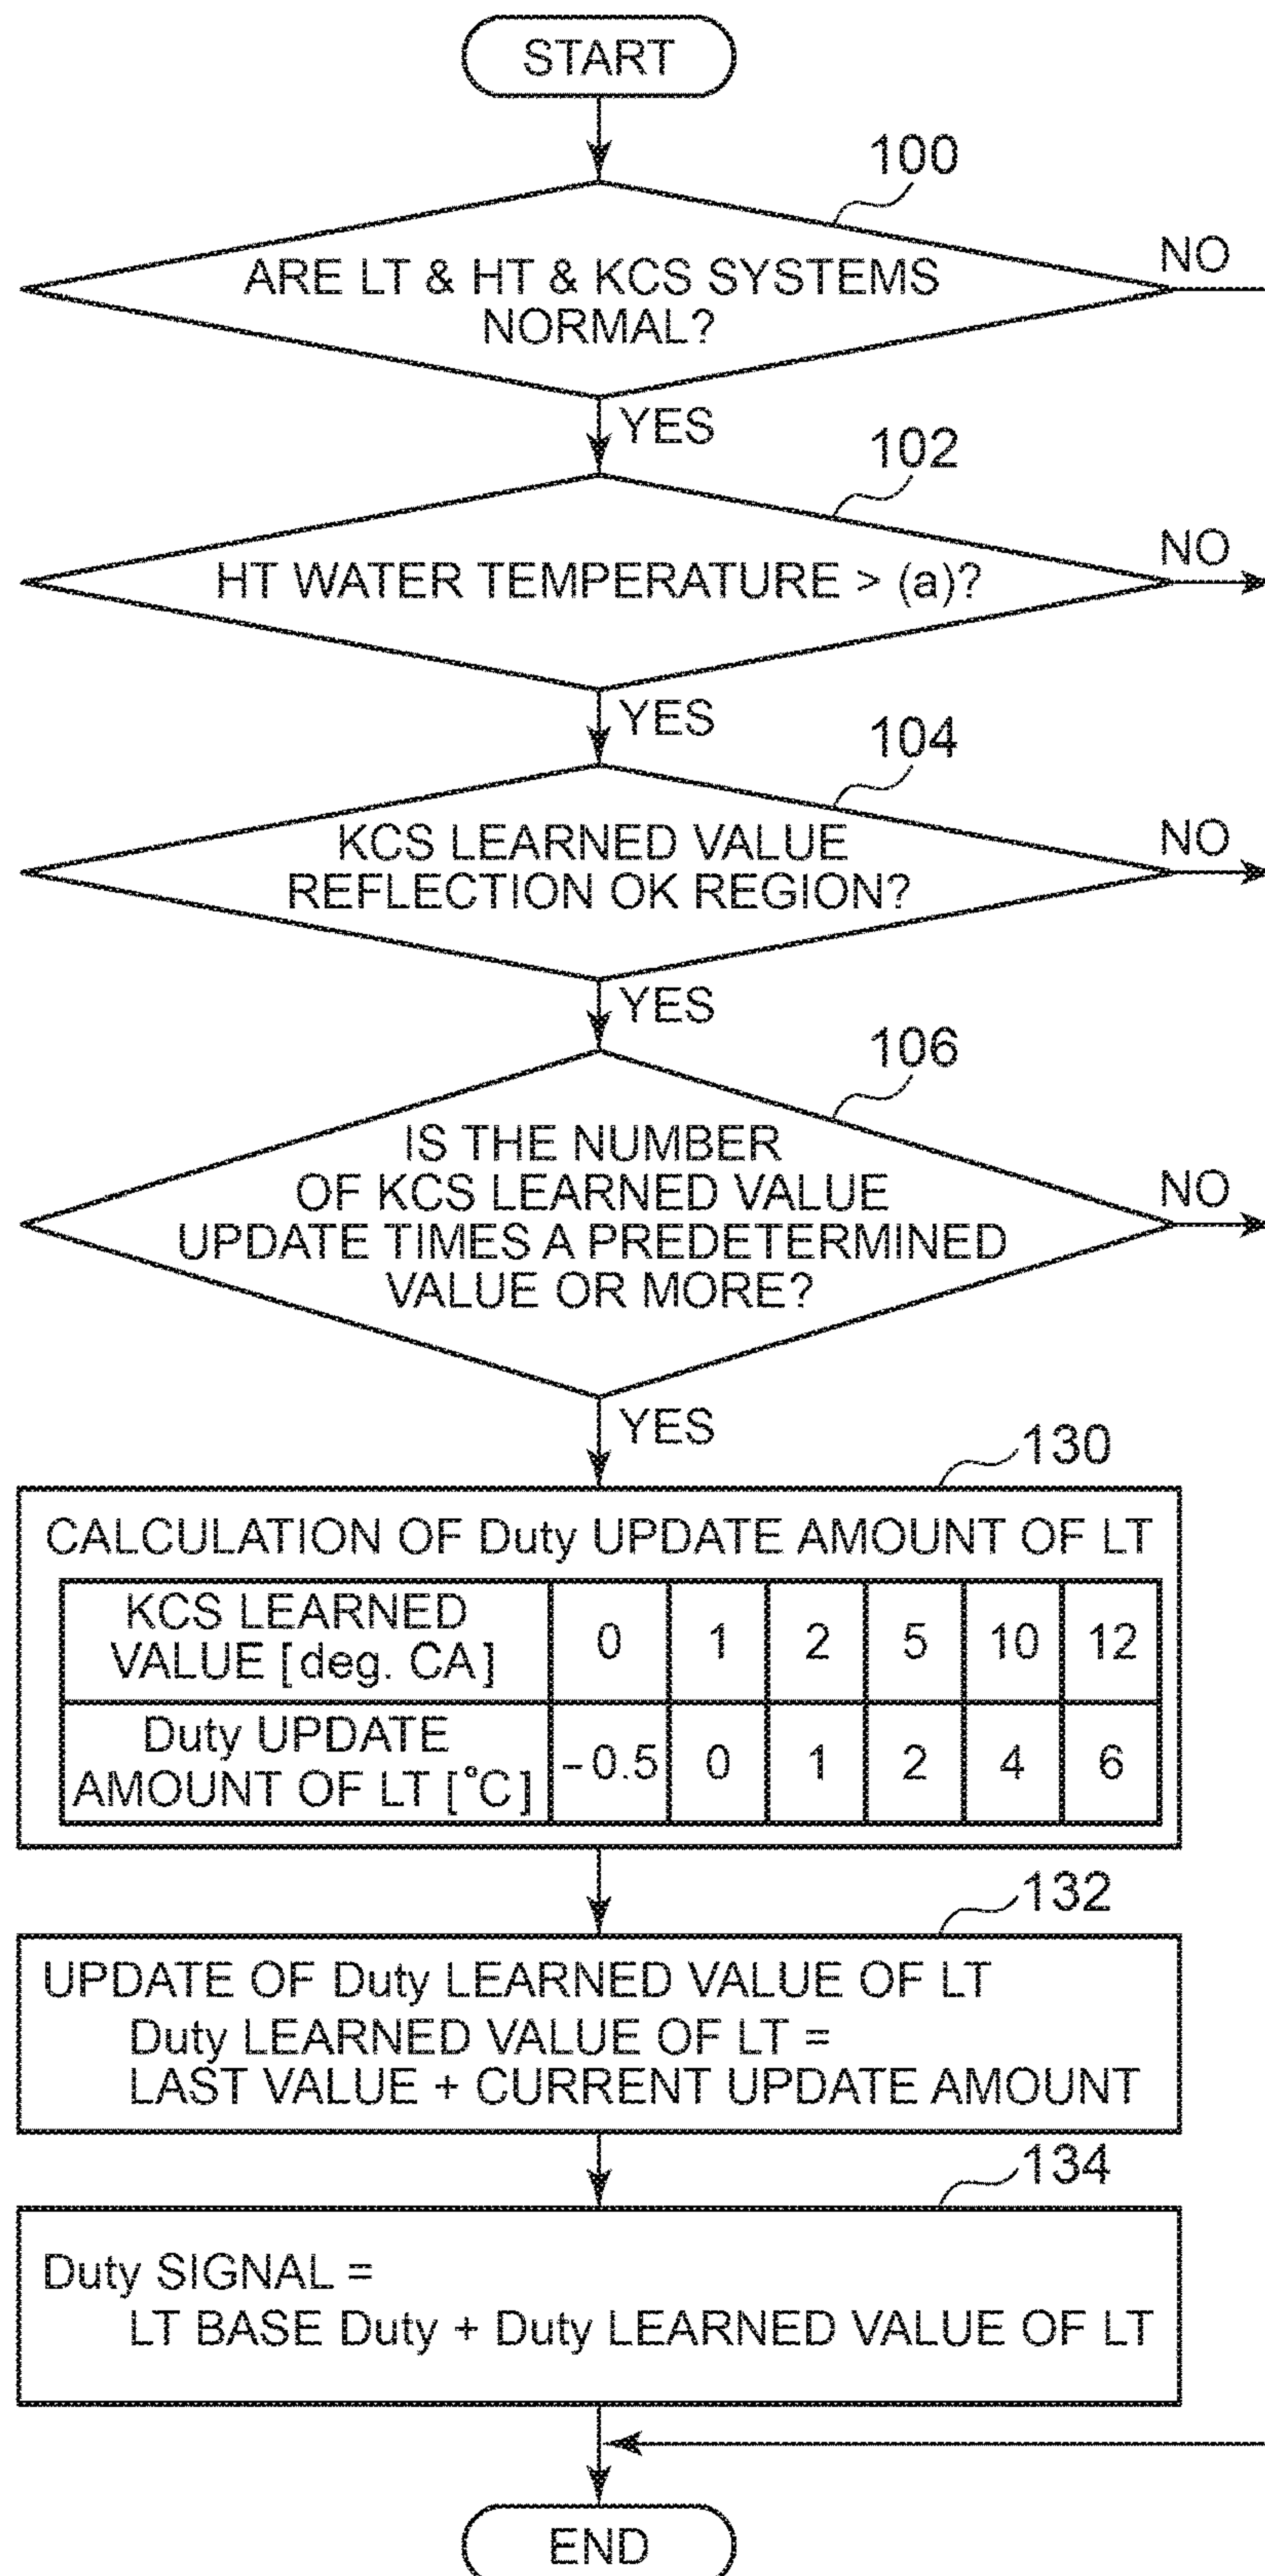 START
100
ARE LT & HT & KCS SYSTEMS
NORMAL?
NO
YES
102
HT WATER TEMPERATURE > (a)?
NO
YES
104
KCS LEARNED VALUE
REFLECTION OK REGION?
NO
YES
106
IS THE NUMBER
OF KCS LEARNED VALUE
UPDATE TIMES A PREDETERMINED
VALUE OR MORE?
NO
YES
130
CALCULATION OF Duty UPDATE AMOUNT OF LT
KCS LEARNED
VALUE [deg. CA]
0 1 2 5 10 12
Duty UPDATE
AMOUNT OF LT [°C]
-0.5 0 1 2 4 6
132
UPDATE OF Duty LEARNED VALUE OF LT
Duty LEARNED VALUE OF LT =
LAST VALUE + CURRENT UPDATE AMOUNT
134
Duty SIGNAL =
LT BASE Duty + Duty LEARNED VALUE OF LT
END